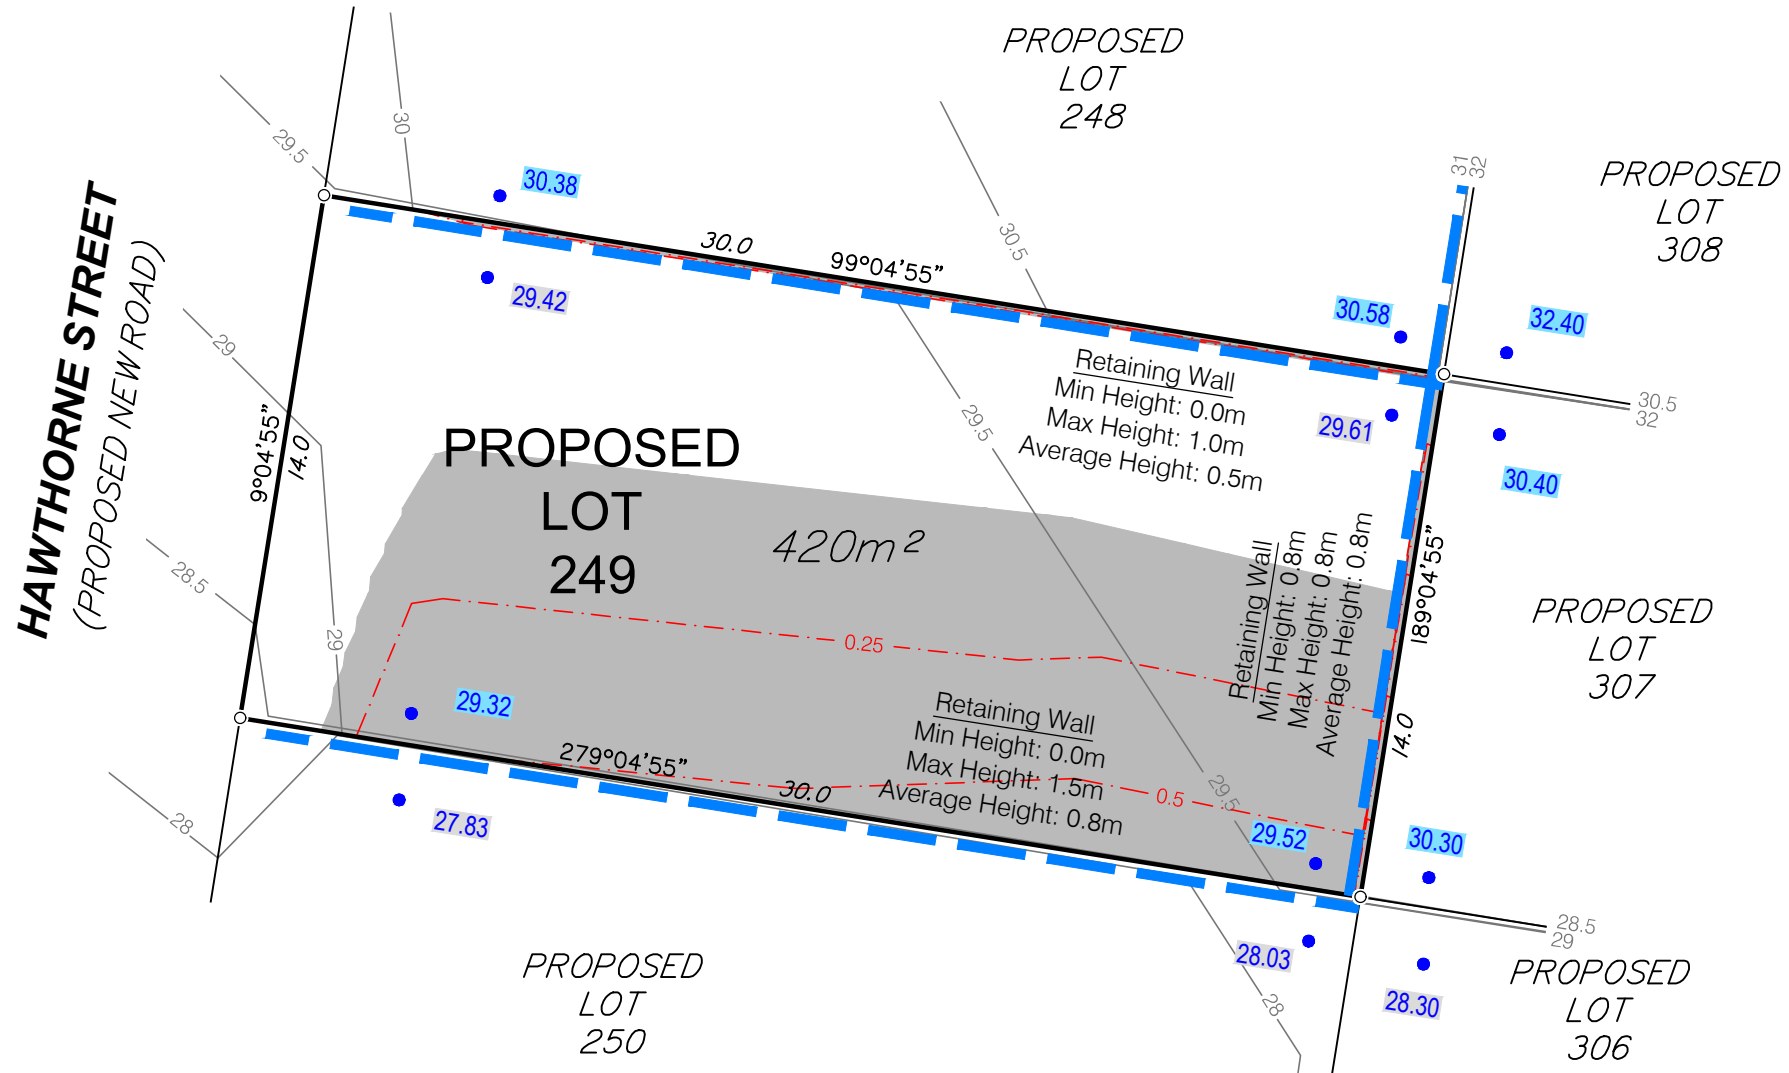 PROPOSED
LOT
248
PROPOSED
LOT
308
31
32
30
29.5
30.38
30.0
99°04'55"
30.5
29.42
30.58
32.40
HAWTHORNE STREET
(PROPOSED NEW ROAD)
29
Retaining Wall
Min Height: 0.0m
Max Height: 1.0m
Average Height: 0.5m
29.61
30.5
32
30.40
29.5
9°04'55"
14.0
PROPOSED
LOT
249
420m²
Retaining Wall
Min Height: 0.8m
Max Height: 0.8m
Average Height: 0.8m
189°04'55"
14.0
PROPOSED
LOT
307
28.5
29
0.25
29.32
Retaining Wall
Min Height: 0.0m
Max Height: 1.5m
Average Height: 0.8m
279°04'55"
30.0
0.5
29.5
29.52
30.30
28
27.83
28.03
28.30
28
28.5
29
PROPOSED
LOT
250
PROPOSED
LOT
306